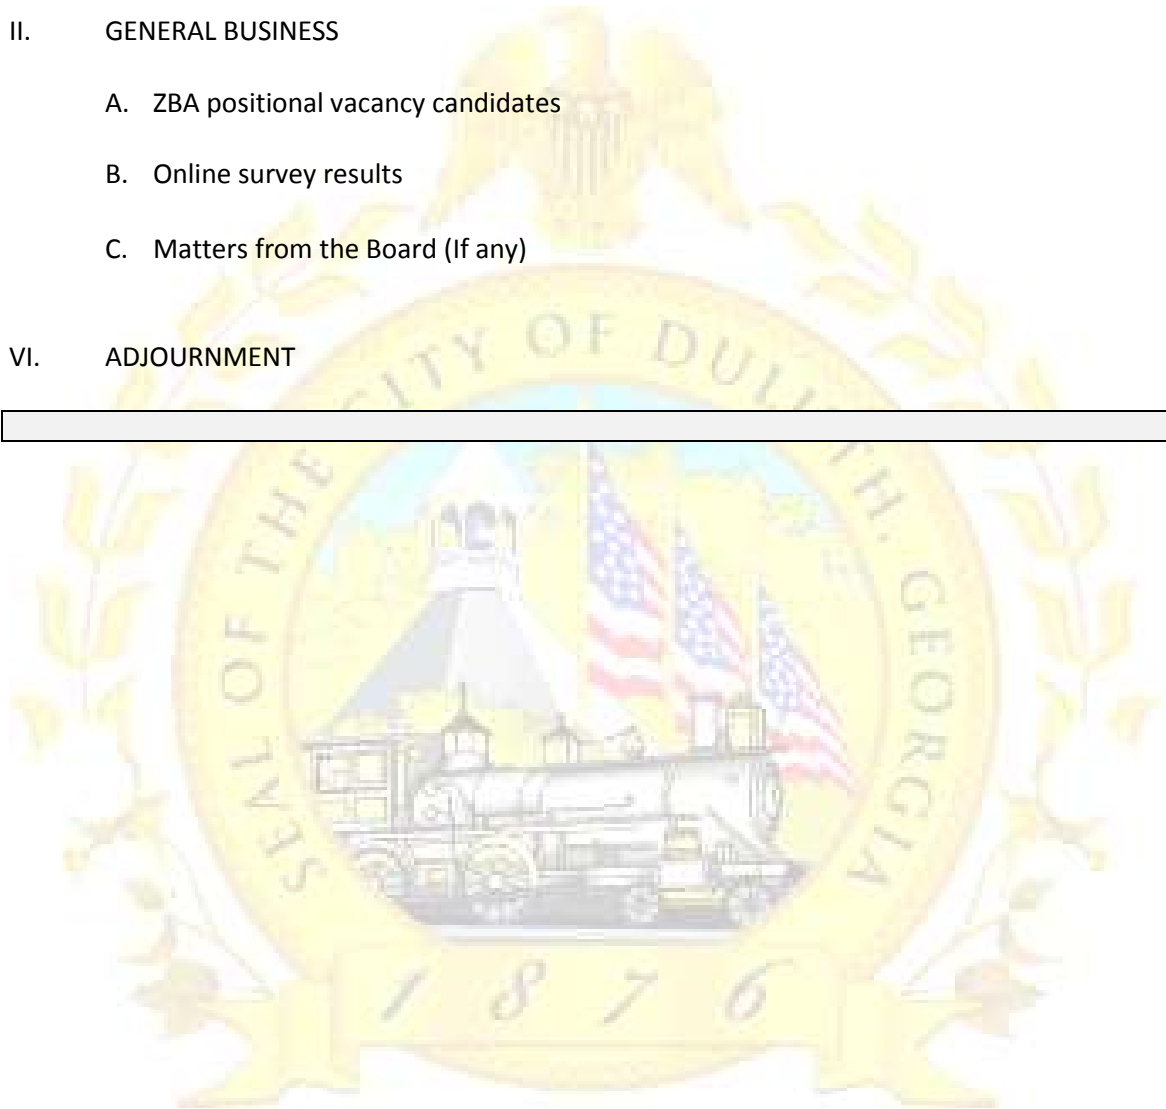 II. GENERAL BUSINESS
A. ZBA positional vacancy candidates
B. Online survey results
C. Matters from the Board (If any)
VI. ADJOURNMENT
SEAL OF THE CITY OF DULUTH, GEORGIA
1876